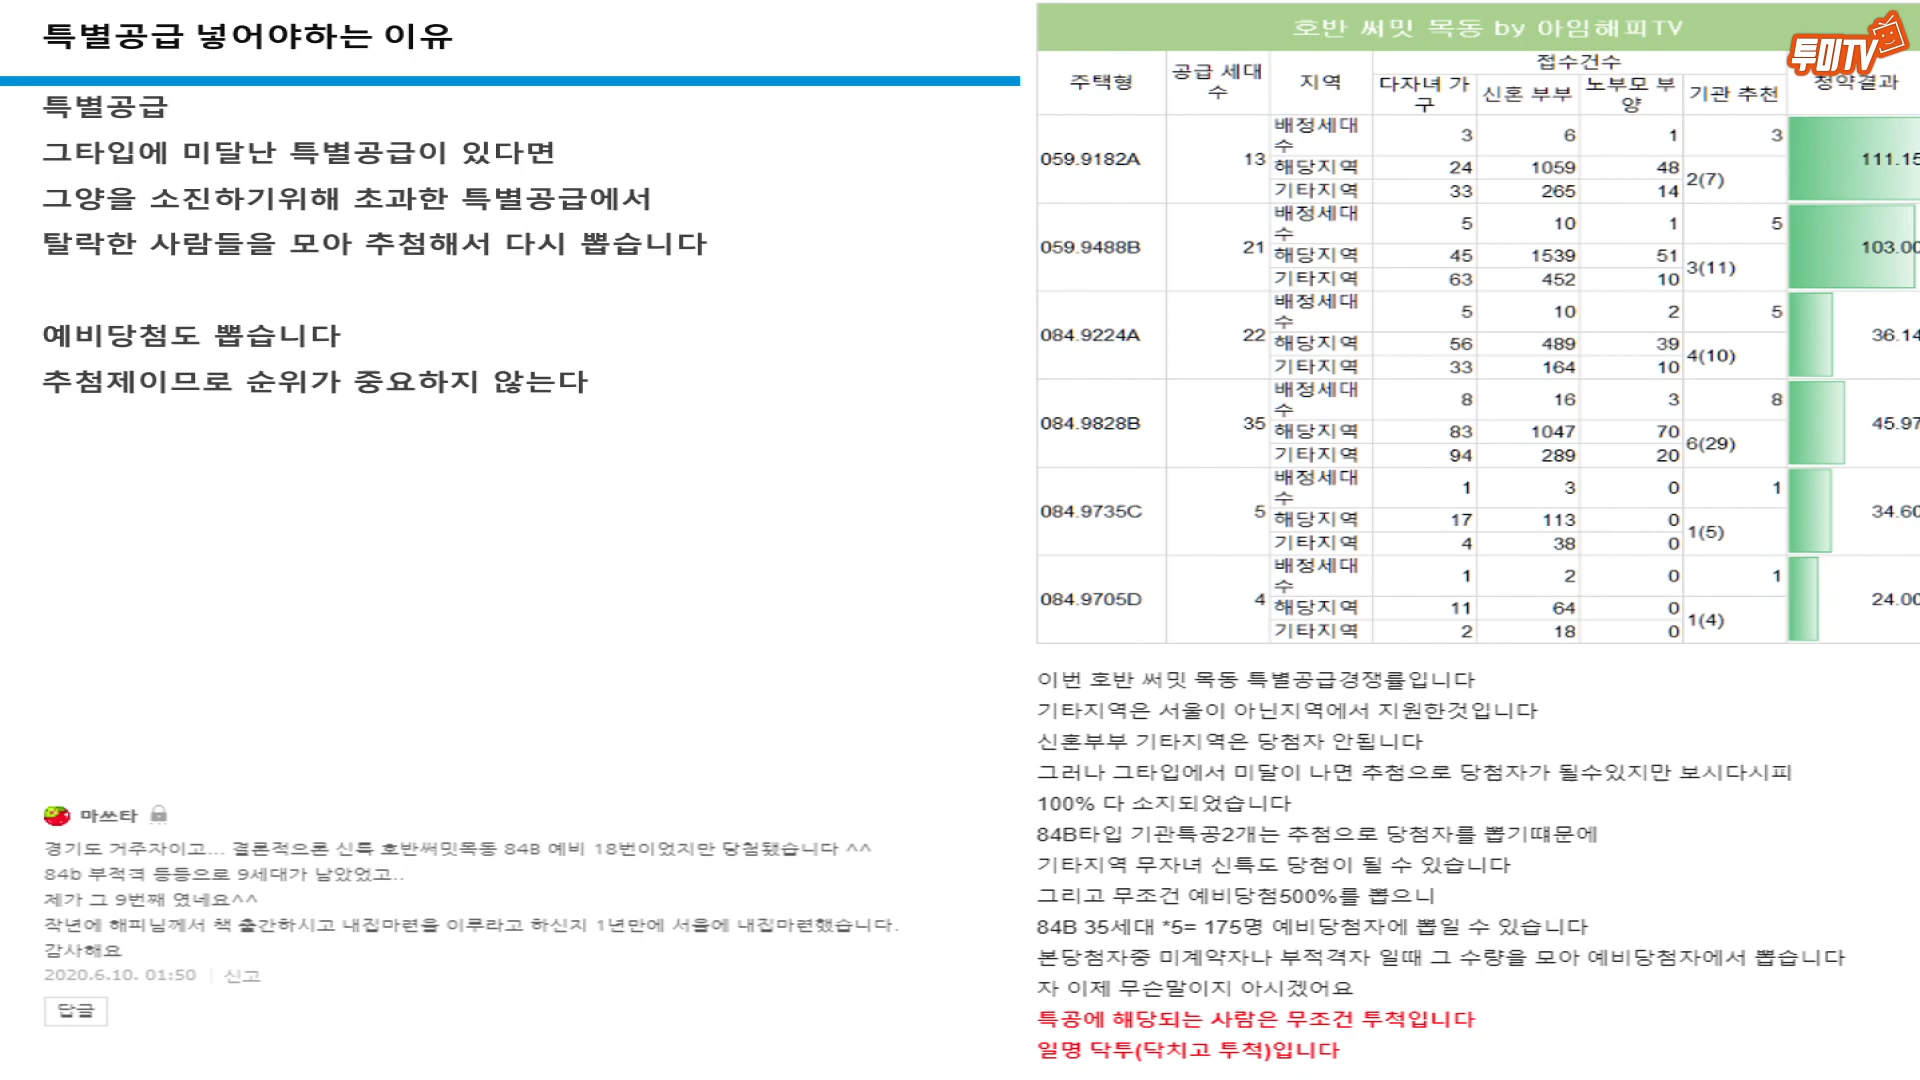 특별공급 넣어야하는 이유
특별공급
그타입에 미달난 특별공급이 있다면
그양을 소진하기위해 초과한 특별공급에서
탈락한 사람들을 모아 추첨해서 다시 뽑습니다
예비당첨도 뽑습니다
추첨제이므로 순위가 중요하지 않는다
마쓰타
경기도 거주자이고... 결론적으론 신특 호반써밋목동 84B 예비 18번이었지만 당첨됐습니다 ^^
84b 부적격 등등으로 9세대가 남았었고..
제가 그 9번째 였네요^^
작년에 해피님께서 책 출간하시고 내집마련을 이루라고 하신지 1년만에 서울에 내집마련했습니다.
감사해요
2020.6.10. 01:50 신고
답글
호반 써밋 목동 by 아임해피TV
투미TV
주택형 공급 세대수 지역 접수건수 청약결과
다자녀 가구 신혼 부부 노부모 부양 기관 추천
059.9182A 13 배정세대수 3 6 1 3 111.15
해당지역 24 1059 48 2(7)
기타지역 33 265 14
059.9488B 21 배정세대수 5 10 1 5 103.00
해당지역 45 1539 51 3(11)
기타지역 63 452 10
084.9224A 22 배정세대수 5 10 2 5 36.14
해당지역 56 489 39 4(10)
기타지역 33 164 10
084.9828B 35 배정세대수 8 16 3 8 45.97
해당지역 83 1047 70 6(29)
기타지역 94 289 20
084.9735C 5 배정세대수 1 3 0 1 34.60
해당지역 17 113 0 1(5)
기타지역 4 38 0
084.9705D 4 배정세대수 1 2 0 1 24.00
해당지역 11 64 0 1(4)
기타지역 2 18 0
이번 호반 써밋 목동 특별공급경쟁률입니다
기타지역은 서울이 아닌지역에서 지원한것입니다
신혼부부 기타지역은 당첨자 안됩니다
그러나 그타입에서 미달이 나면 추첨으로 당첨자가 될수있지만 보시다시피
100% 다 소지되었습니다
84B타입 기관특공2개는 추첨으로 당첨자를 뽑기떄문에
기타지역 무자녀 신특도 당첨이 될 수 있습니다
그리고 무조건 예비당첨500%를 뽑으니
84B 35세대 *5= 175명 예비당첨자에 뽑일 수 있습니다
본당첨자중 미계약자나 부적격자 일때 그 수량을 모아 예비당첨자에서 뽑습니다
자 이제 무슨말이지 아시겠어요
특공에 해당되는 사람은 무조건 투척입니다
일명 닥투(닥치고 투척)입니다